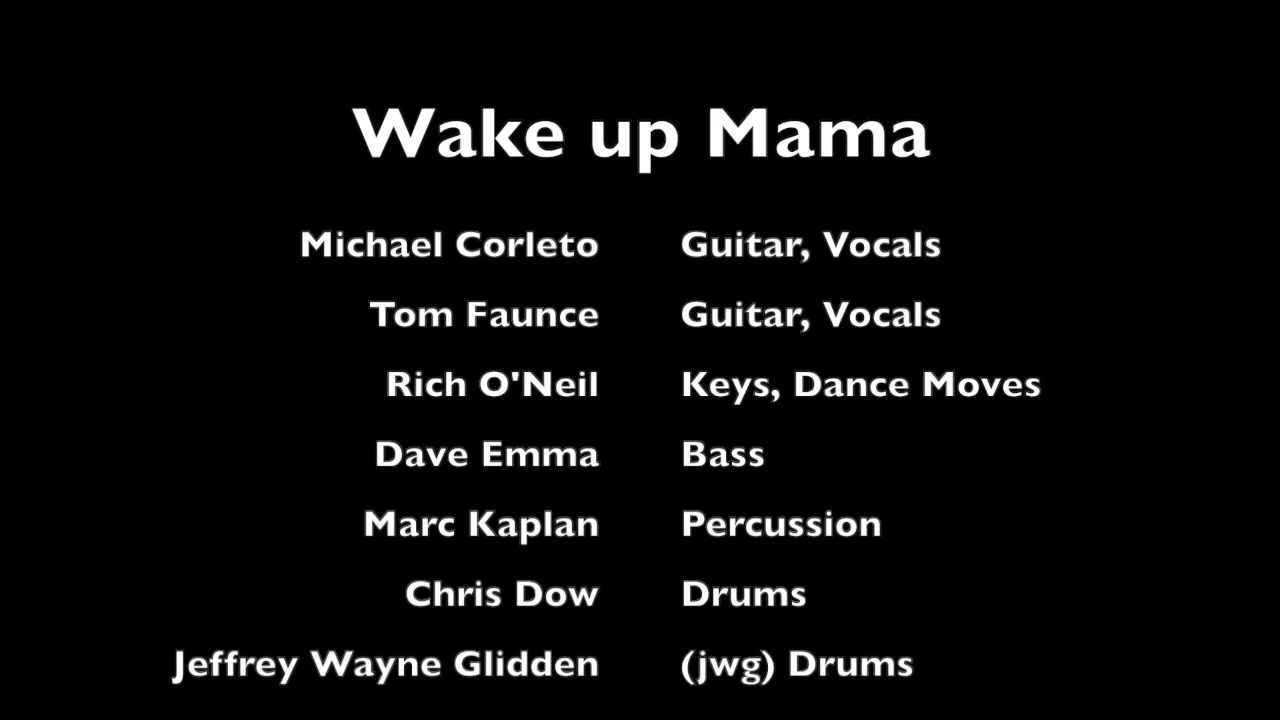 Wake up Mama
Michael Corleto Guitar, Vocals
Tom Faunce Guitar, Vocals
Rich O'Neil Keys, Dance Moves
Dave Emma Bass
Marc Kaplan Percussion
Chris Dow Drums
Jeffrey Wayne Glidden (jwg) Drums